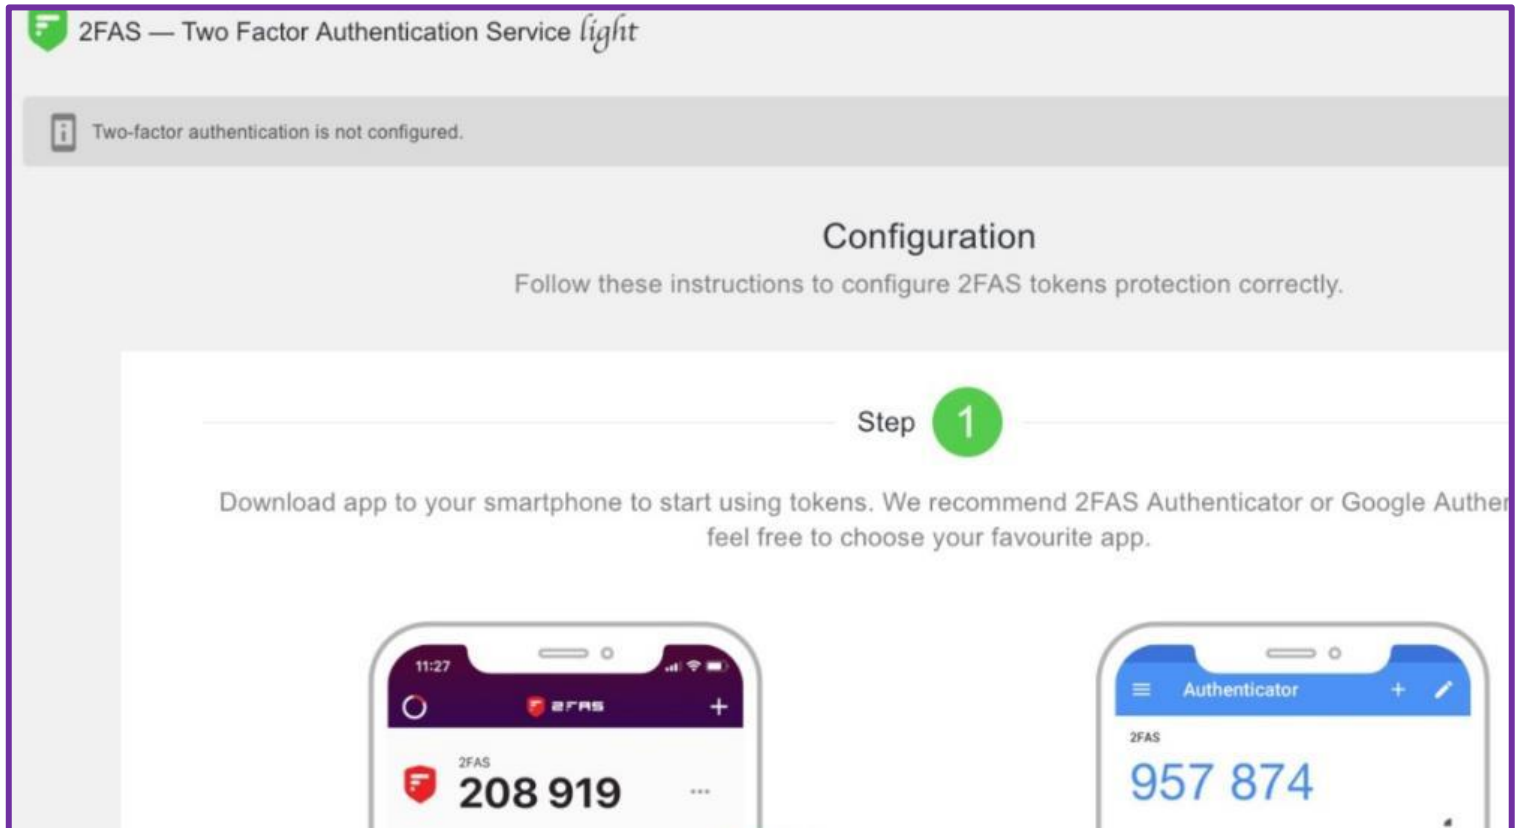 2FAS — Two Factor Authentication Service light
Two-factor authentication is not configured.
Configuration
Follow these instructions to configure 2FAS tokens protection correctly.
Step 1
Download app to your smartphone to start using tokens. We recommend 2FAS Authenticator or Google Authen
feel free to choose your favourite app.
11:27
2FAS
2FAS
208 919
Authenticator
2FAS
957 874